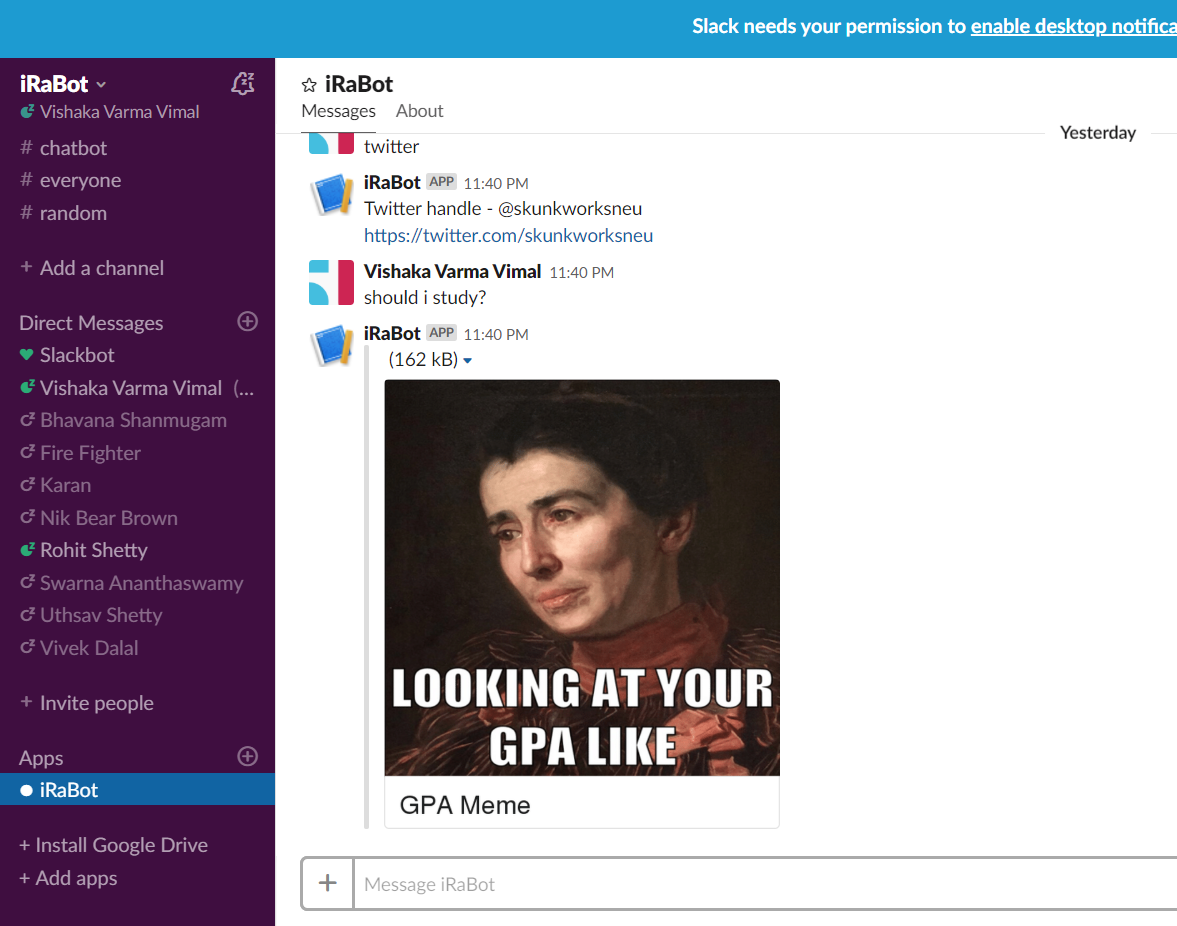 Slack needs your permission to enable desktop notifica
iRaBot
Vishaka Varma Vimal
# chatbot
# everyone
# random
+ Add a channel
Direct Messages
Slackbot
Vishaka Varma Vimal (...
Bhavana Shanmugam
Fire Fighter
Karan
Nik Bear Brown
Rohit Shetty
Swarna Ananthaswamy
Uthsav Shetty
Vivek Dalal
+ Invite people
Apps
iRaBot
+ Install Google Drive
+ Add apps
iRaBot
Messages About
Yesterday
twitter
iRaBot APP 11:40 PM
Twitter handle - @skunkworksneu
https://twitter.com/skunkworksneu
Vishaka Varma Vimal 11:40 PM
should i study?
iRaBot APP 11:40 PM
(162 kB)
LOOKING AT YOUR
GPA LIKE
GPA Meme
+ Message iRaBot